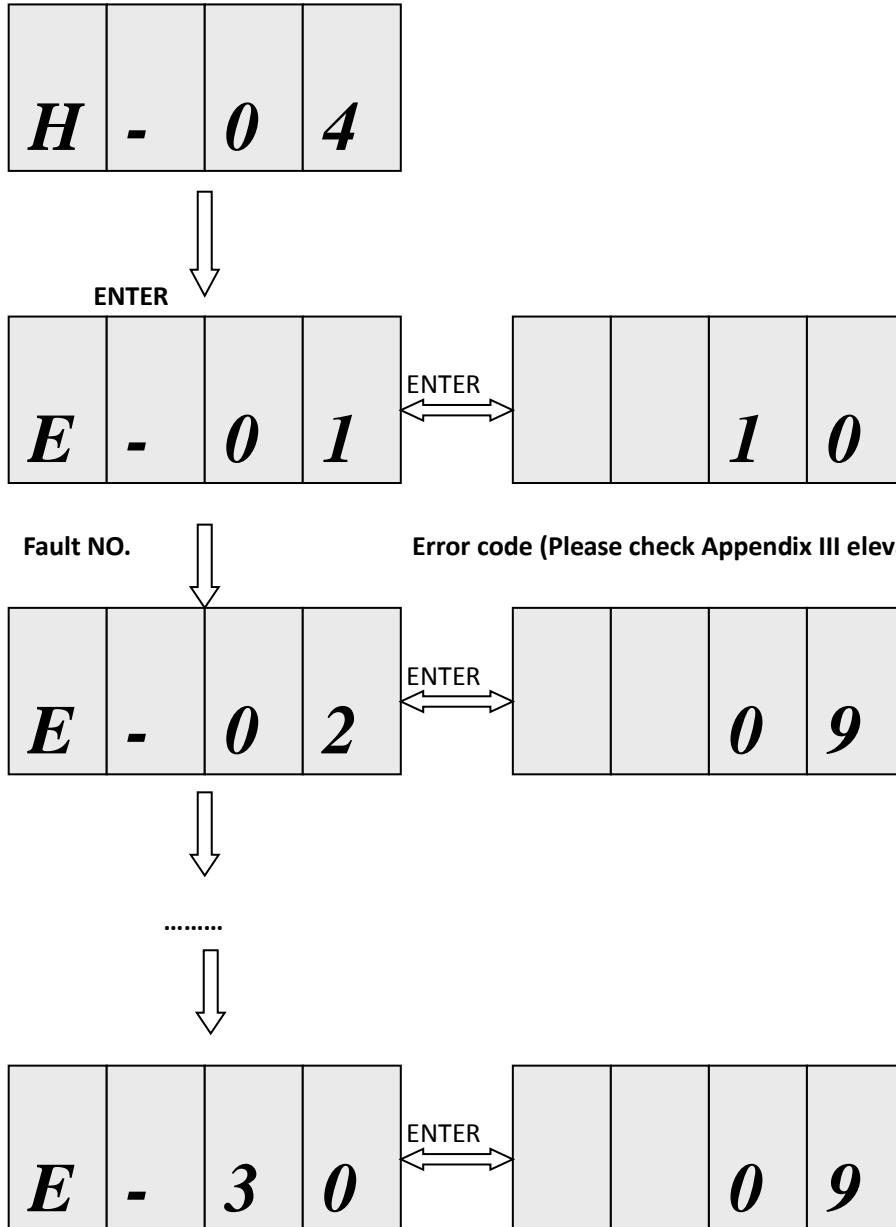 H - 0 4
ENTER
E - 0 1 ENTER 1 0
Fault NO. Error code (Please check Appendix III elev
E - 0 2 ENTER 0 9
.........
E - 3 0 ENTER 0 9